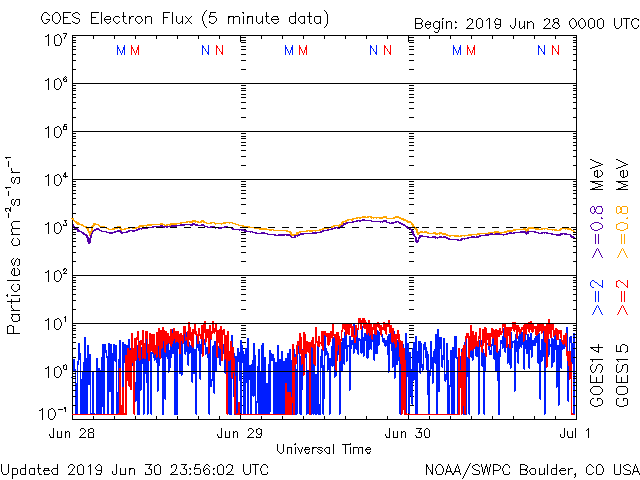 GOES Electron Flux (5 minute data)
Begin: 2019 Jun 28 0000 UTC
M M N N M M N N M M N N
10⁷
10⁶
10⁵
10⁴
10³
10²
10¹
10⁰
10⁻¹
Particles cm⁻²s⁻¹sr⁻¹
Jun 28 Jun 29 Jun 30 Jul 1
Universal Time
GOES14 >=2 >=0.8 MeV
GOES15 >=2 >=0.8 MeV
Updated 2019 Jun 30 23:56:02 UTC
NOAA/SWPC Boulder, CO USA